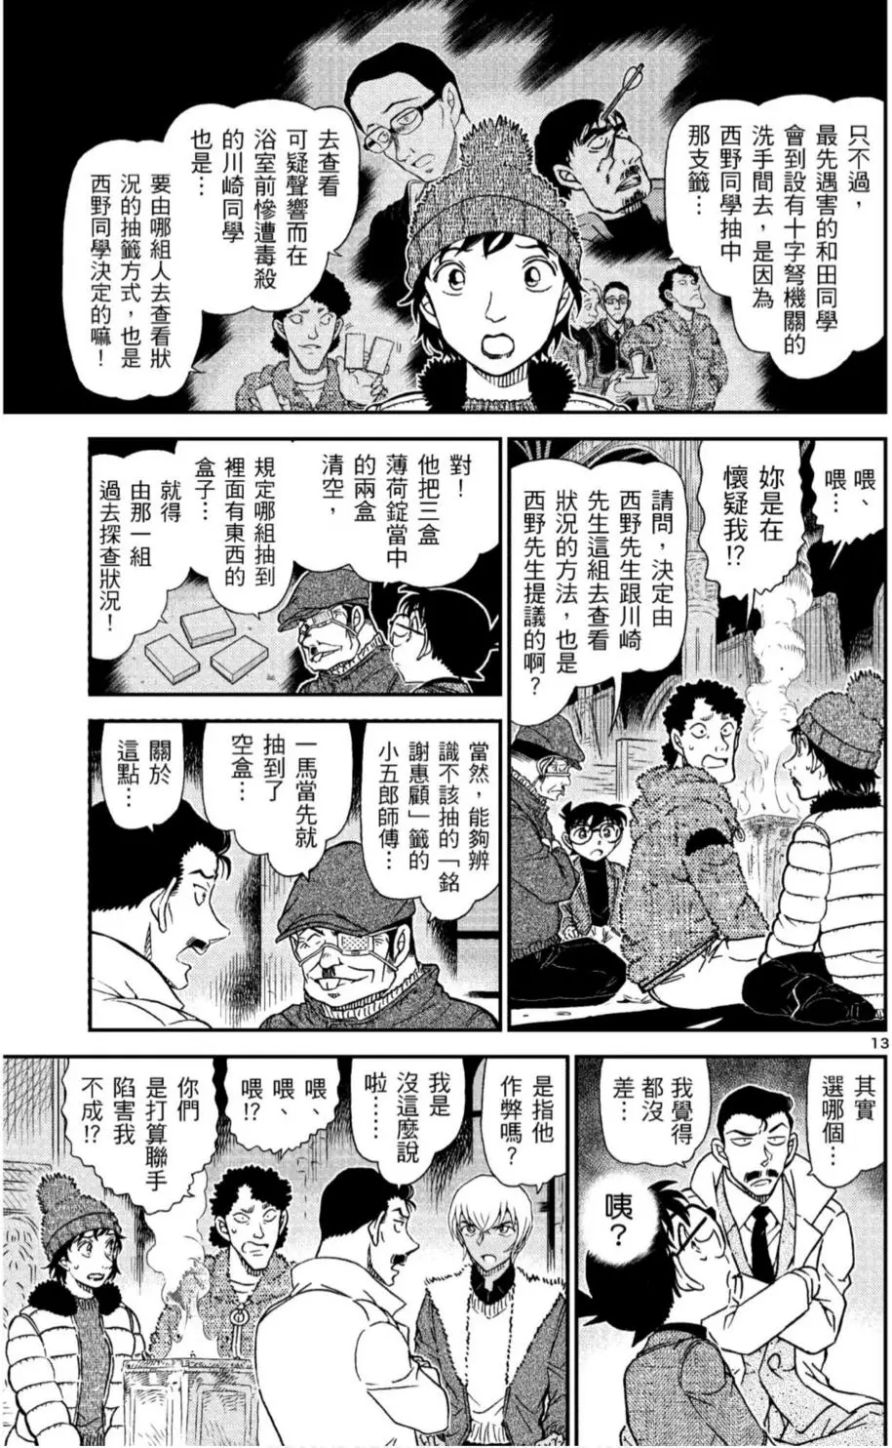 只不過，
最先遇害的和田同學
會到設有十字弩機關的
洗手間去，是因為
西野同學抽中
那支籤…
去查看
可疑聲響而在
浴室前慘遭毒殺
的川崎同學
也是…
要由哪組人去查看狀
況的抽籤方式，也是
西野同學決定的嘛！
喂、
喂…
妳是在
懷疑我!?
請問，決定由
西野先生跟川崎
先生這組去查看
狀況的方法，也是
西野先生提議的啊？
對！
他把三盒
薄荷錠當中
的兩盒
清空，
規定哪組抽到
裡面有東西的
盒子…
就得
由那一組
過去探查狀況！
當然，能夠辨
識不該抽的「銘
謝惠顧」籤的
小五郎師傅…
一馬當先就
抽到了
空盒…
關於
這點…
13
其實
選哪個…
我覺得
都沒
差…
咦？
是指他
作弊嗎？
我是
沒這麼說
啦……
喂、
喂、
喂!?
你們
是打算聯手
陷害我
不成!?